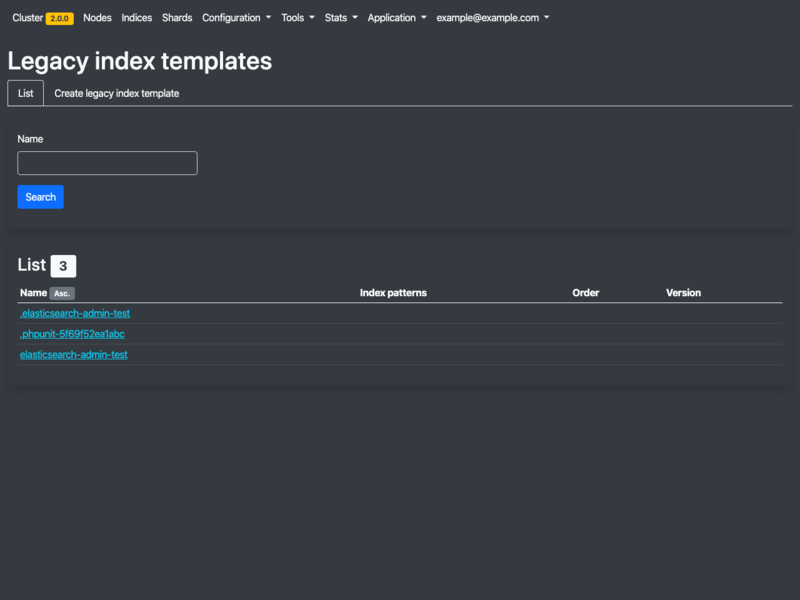 Cluster 2.0.0 Nodes Indices Shards Configuration Tools Stats Application example@example.com
Legacy index templates
List Create legacy index template
Name
Search
List 3
Name Asc. Index patterns Order Version
.elasticsearch-admin-test
.phpunit-5f69f52ea1abc
elasticsearch-admin-test